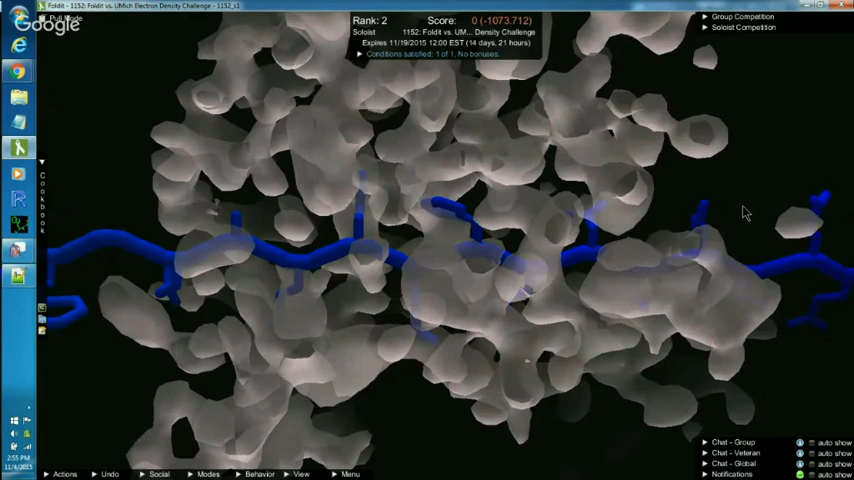 Foldit - 1152: Foldit vs. UMich Electron Density Challenge - 1152_s1
Google
Pull Mode
Rank: 2 Score: 0 (-1073.712)
Soloist 1152: Foldit vs. UM... Density Challenge
Expires 11/19/2015 12:00 EST (14 days, 21 hours)
Conditions satisfied: 1 of 1. No bonuses.
Group Competition
Soloist Competition
Cookbook
Chat - Group auto show
Chat - Veteran auto show
Chat - Global auto show
Notifications auto show
2:55 PM
11/4/2015
Actions Undo Social Modes Behavior View Menu